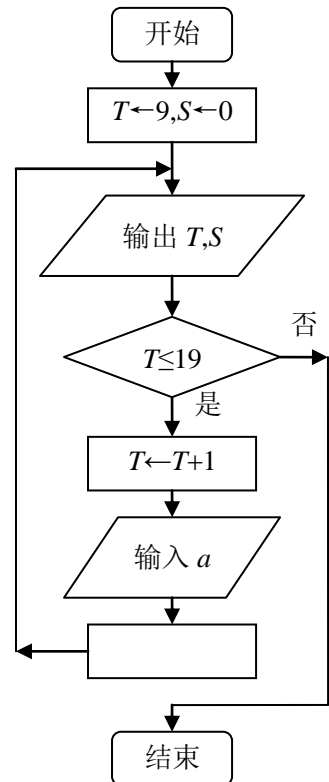 开始
T←9,S←0
输出 T,S
否
T≤19
是
T←T+1
输入 a
结束